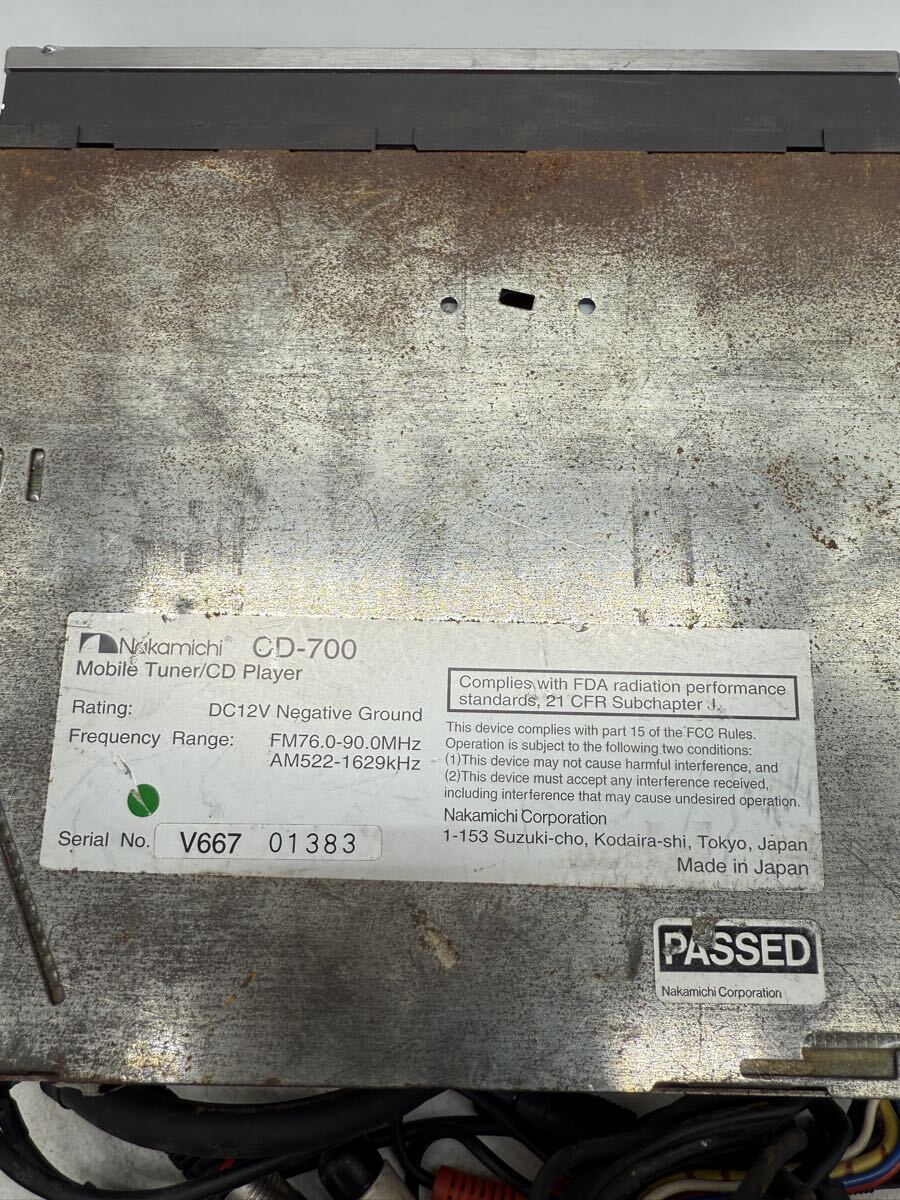 Nakamichi® CD-700
Mobile Tuner/CD Player
Rating: DC12V Negative Ground
Frequency Range: FM76.0-90.0MHz
AM522-1629kHz
Serial No. V667 01383
Complies with FDA radiation performance
standards, 21 CFR Subchapter J.
This device complies with part 15 of the FCC Rules.
Operation is subject to the following two conditions:
(1)This device may not cause harmful interference, and
(2)This device must accept any interference received,
including interference that may cause undesired operation.
Nakamichi Corporation
1-153 Suzuki-cho, Kodaira-shi, Tokyo, Japan
Made in Japan
PASSED
Nakamichi Corporation